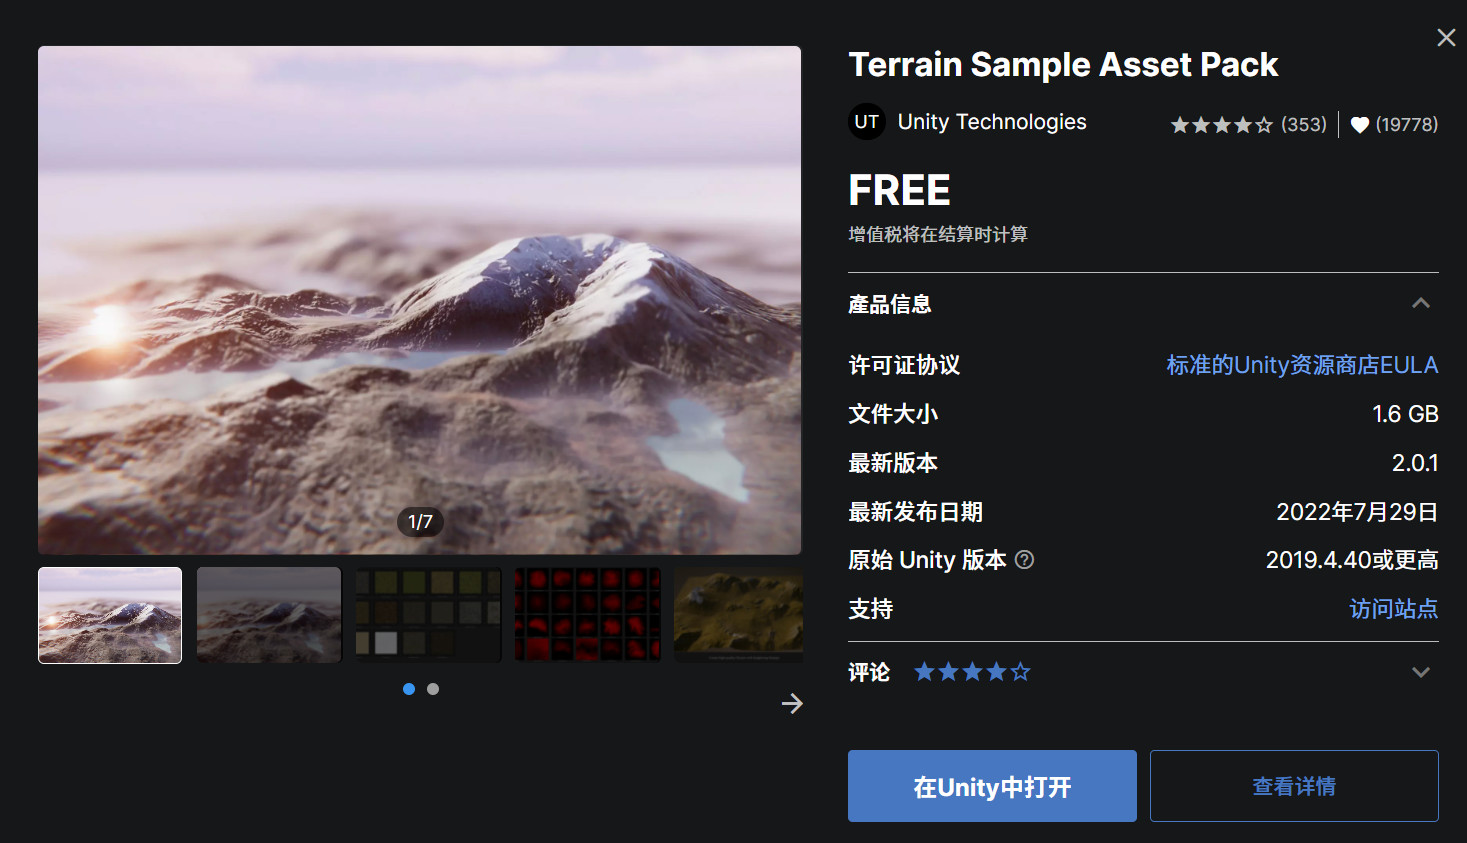 Terrain Sample Asset Pack
UT Unity Technologies (353) (19778)
FREE
增值税将在结算时计算
產品信息
许可证协议 标准的Unity资源商店EULA
文件大小 1.6 GB
最新版本 2.0.1
最新发布日期 2022年7月29日
原始 Unity 版本 2019.4.40或更高
支持 访问站点
评论
在Unity中打开 查看详情
1/7